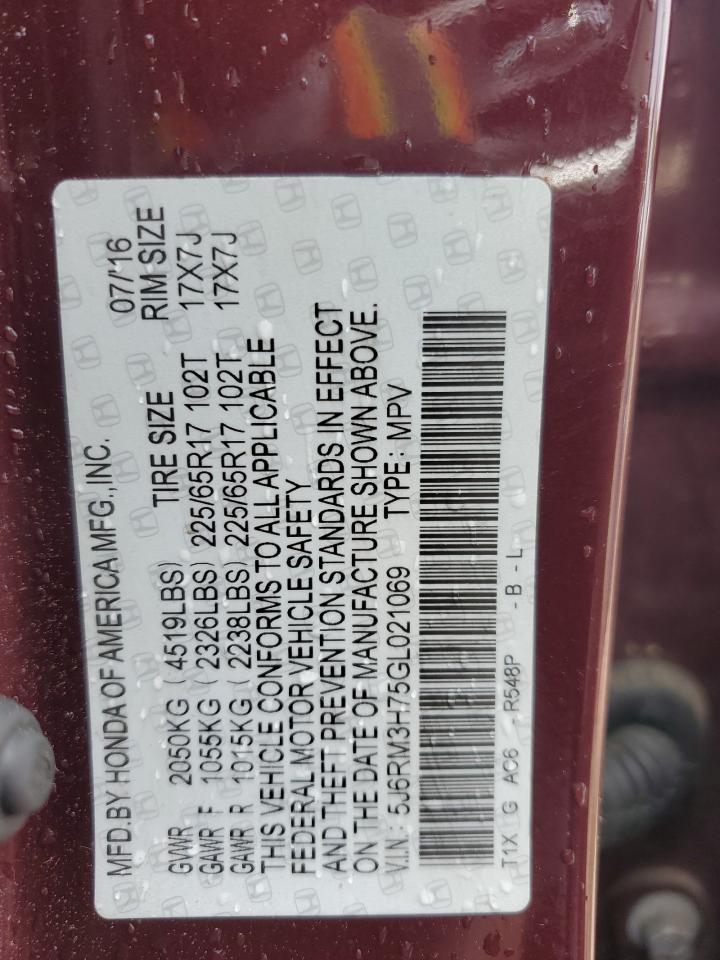 MFD.BY HONDA OF AMERICA MFG., INC. 07/'16
GVWR 2050KG ( 4519LBS) TIRE SIZE RIM SIZE
GAWR F 1055KG ( 2326LBS) 225/65R17 102T 17X7J
GAWR R 1015KG ( 2238LBS) 225/65R17 102T 17X7J
THIS VEHICLE CONFORMS TO ALL APPLICABLE
FEDERAL MOTOR VEHICLE SAFETY
AND THEFT PREVENTION STANDARDS IN EFFECT
ON THE DATE OF MANUFACTURE SHOWN ABOVE.
V.I.N.: 5J6RM3H75GL021069 TYPE: MPV
T1X G AC6 - R548P - B - L